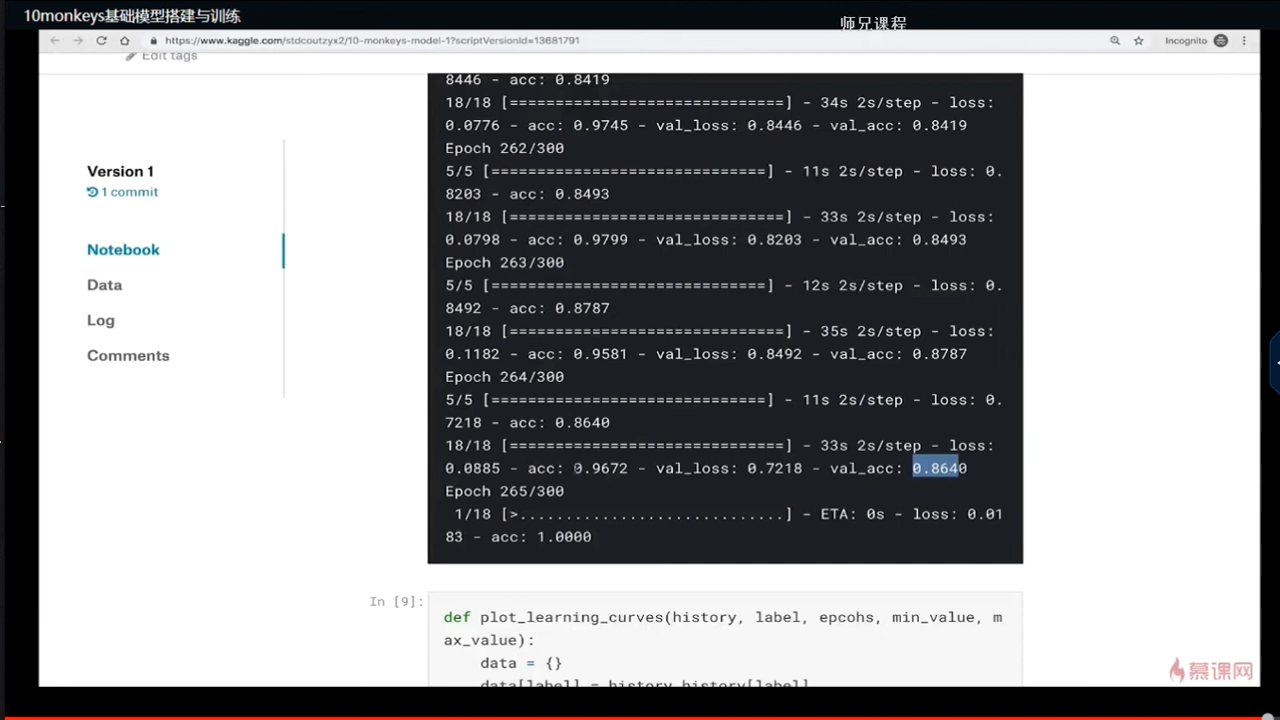 10monkeys基础模型搭建与训练
师兄课程
https://www.kaggle.com/stdcoutzyx2/10-monkeys-model-1?scriptVersionId=13681791
Incognito
Edit tags
Version 1
1 commit
Notebook
Data
Log
Comments
8446 - acc: 0.8419
18/18 [==============================] - 34s 2s/step - loss:
0.0776 - acc: 0.9745 - val_loss: 0.8446 - val_acc: 0.8419
Epoch 262/300
5/5 [==============================] - 11s 2s/step - loss: 0.
8203 - acc: 0.8493
18/18 [==============================] - 33s 2s/step - loss:
0.0798 - acc: 0.9799 - val_loss: 0.8203 - val_acc: 0.8493
Epoch 263/300
5/5 [==============================] - 12s 2s/step - loss: 0.
8492 - acc: 0.8787
18/18 [==============================] - 35s 2s/step - loss:
0.1182 - acc: 0.9581 - val_loss: 0.8492 - val_acc: 0.8787
Epoch 264/300
5/5 [==============================] - 11s 2s/step - loss: 0.
7218 - acc: 0.8640
18/18 [==============================] - 33s 2s/step - loss:
0.0885 - acc: 0.9672 - val_loss: 0.7218 - val_acc: 0.8640
Epoch 265/300
1/18 [>.............................] - ETA: 0s - loss: 0.01
83 - acc: 1.0000
In [9]:
def plot_learning_curves(history, label, epcohs, min_value, m
ax_value):
data = {}
data[label] = history.history[label]
慕课网